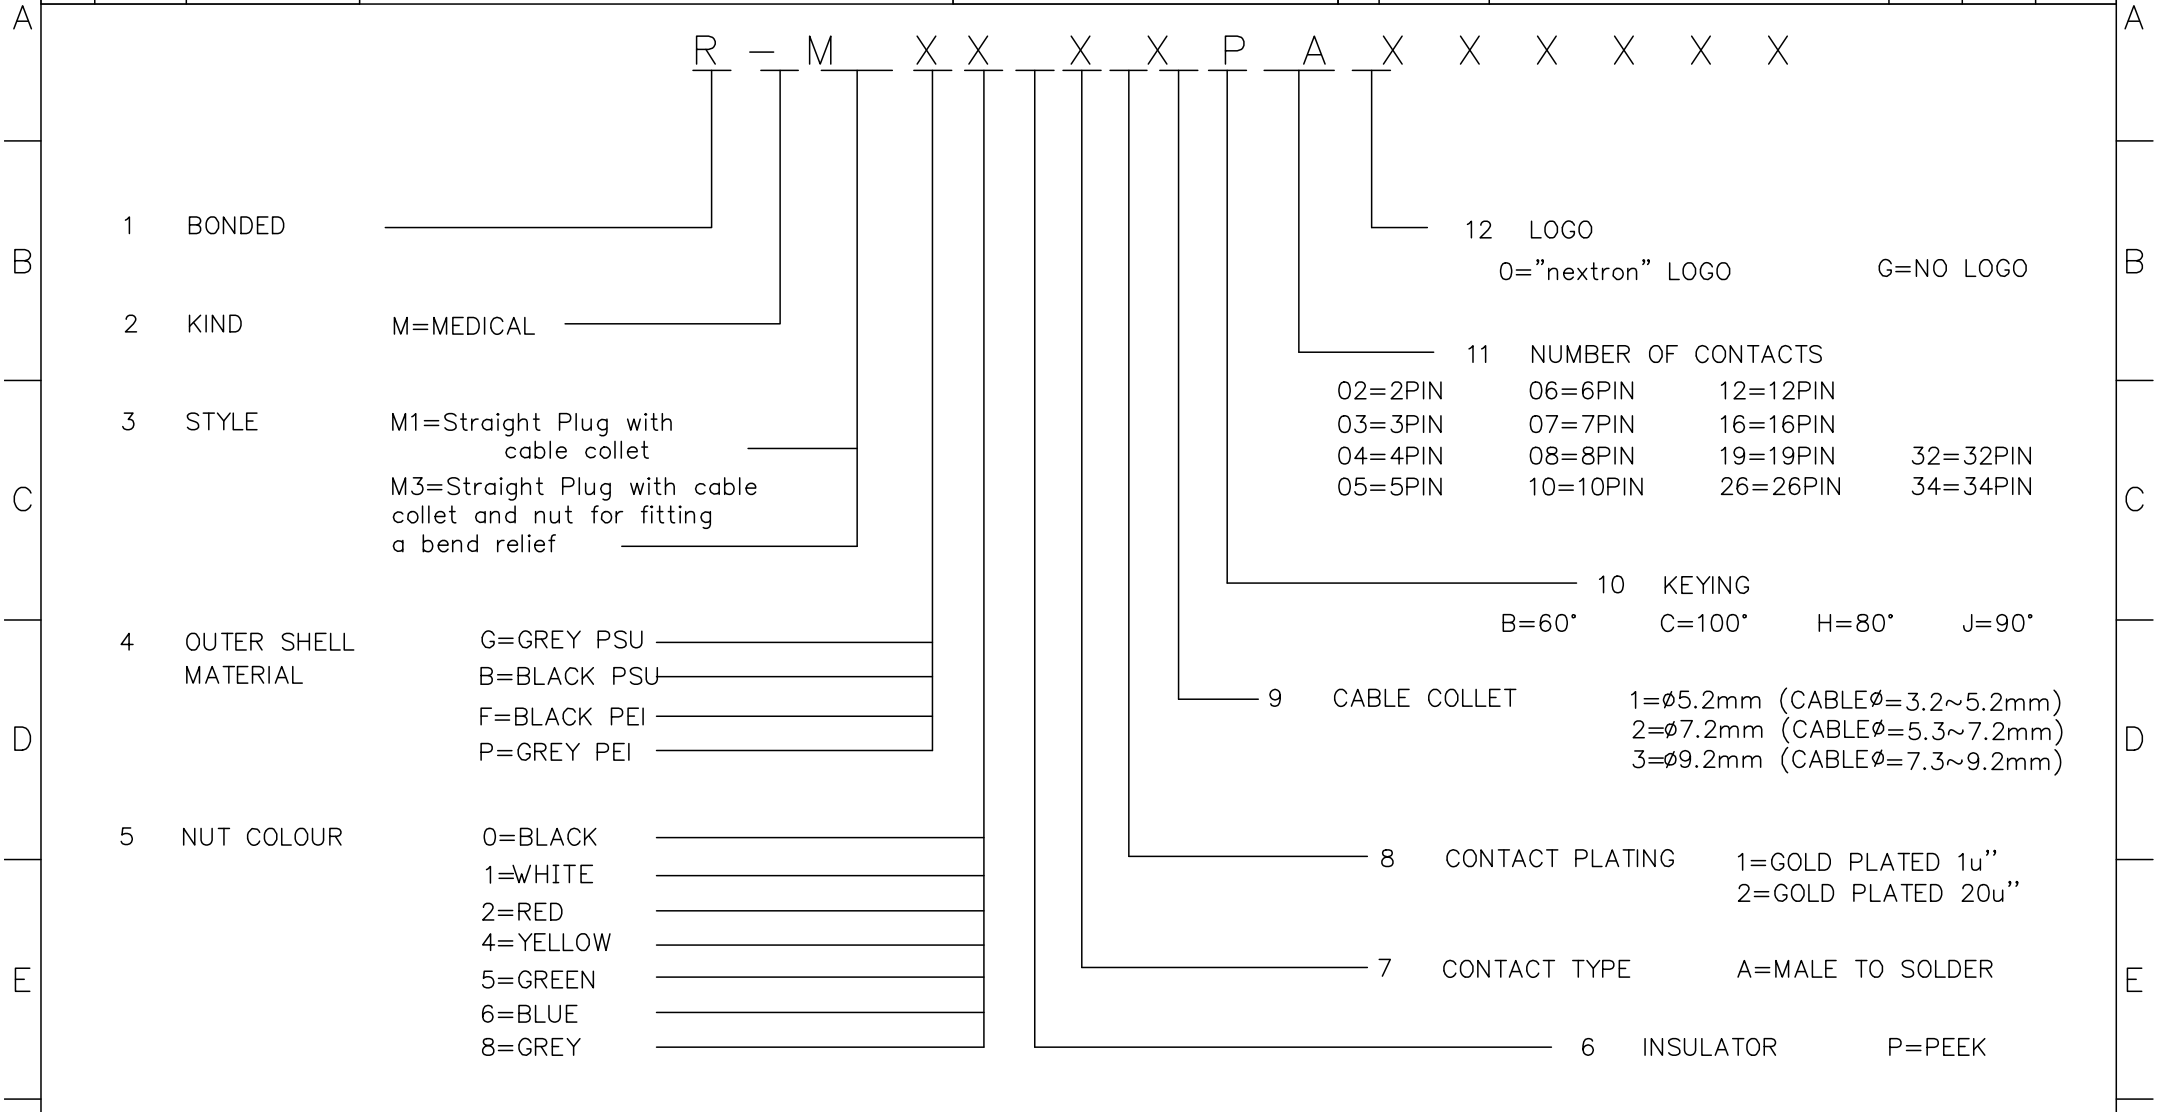 A A
R - M X X X X P A X X X X X X
1 BONDED
12 LOGO
0="nextron" LOGO G=NO LOGO
B B
2 KIND M=MEDICAL
11 NUMBER OF CONTACTS
02=2PIN 06=6PIN 12=12PIN
03=3PIN 07=7PIN 16=16PIN
04=4PIN 08=8PIN 19=19PIN 32=32PIN
05=5PIN 10=10PIN 26=26PIN 34=34PIN
3 STYLE M1=Straight Plug with
cable collet
M3=Straight Plug with cable
collet and nut for fitting
a bend relief
C C
10 KEYING
B=60° C=100° H=80° J=90°
4 OUTER SHELL
MATERIAL
G=GREY PSU
B=BLACK PSU
F=BLACK PEI
P=GREY PEI
9 CABLE COLLET 1=ø5.2mm (CABLEø=3.2~5.2mm)
2=ø7.2mm (CABLEø=5.3~7.2mm)
3=ø9.2mm (CABLEø=7.3~9.2mm)
D D
5 NUT COLOUR 0=BLACK
1=WHITE
2=RED
4=YELLOW
5=GREEN
6=BLUE
8=GREY
8 CONTACT PLATING 1=GOLD PLATED 1u''
2=GOLD PLATED 20u''
7 CONTACT TYPE A=MALE TO SOLDER
E E
6 INSULATOR P=PEEK